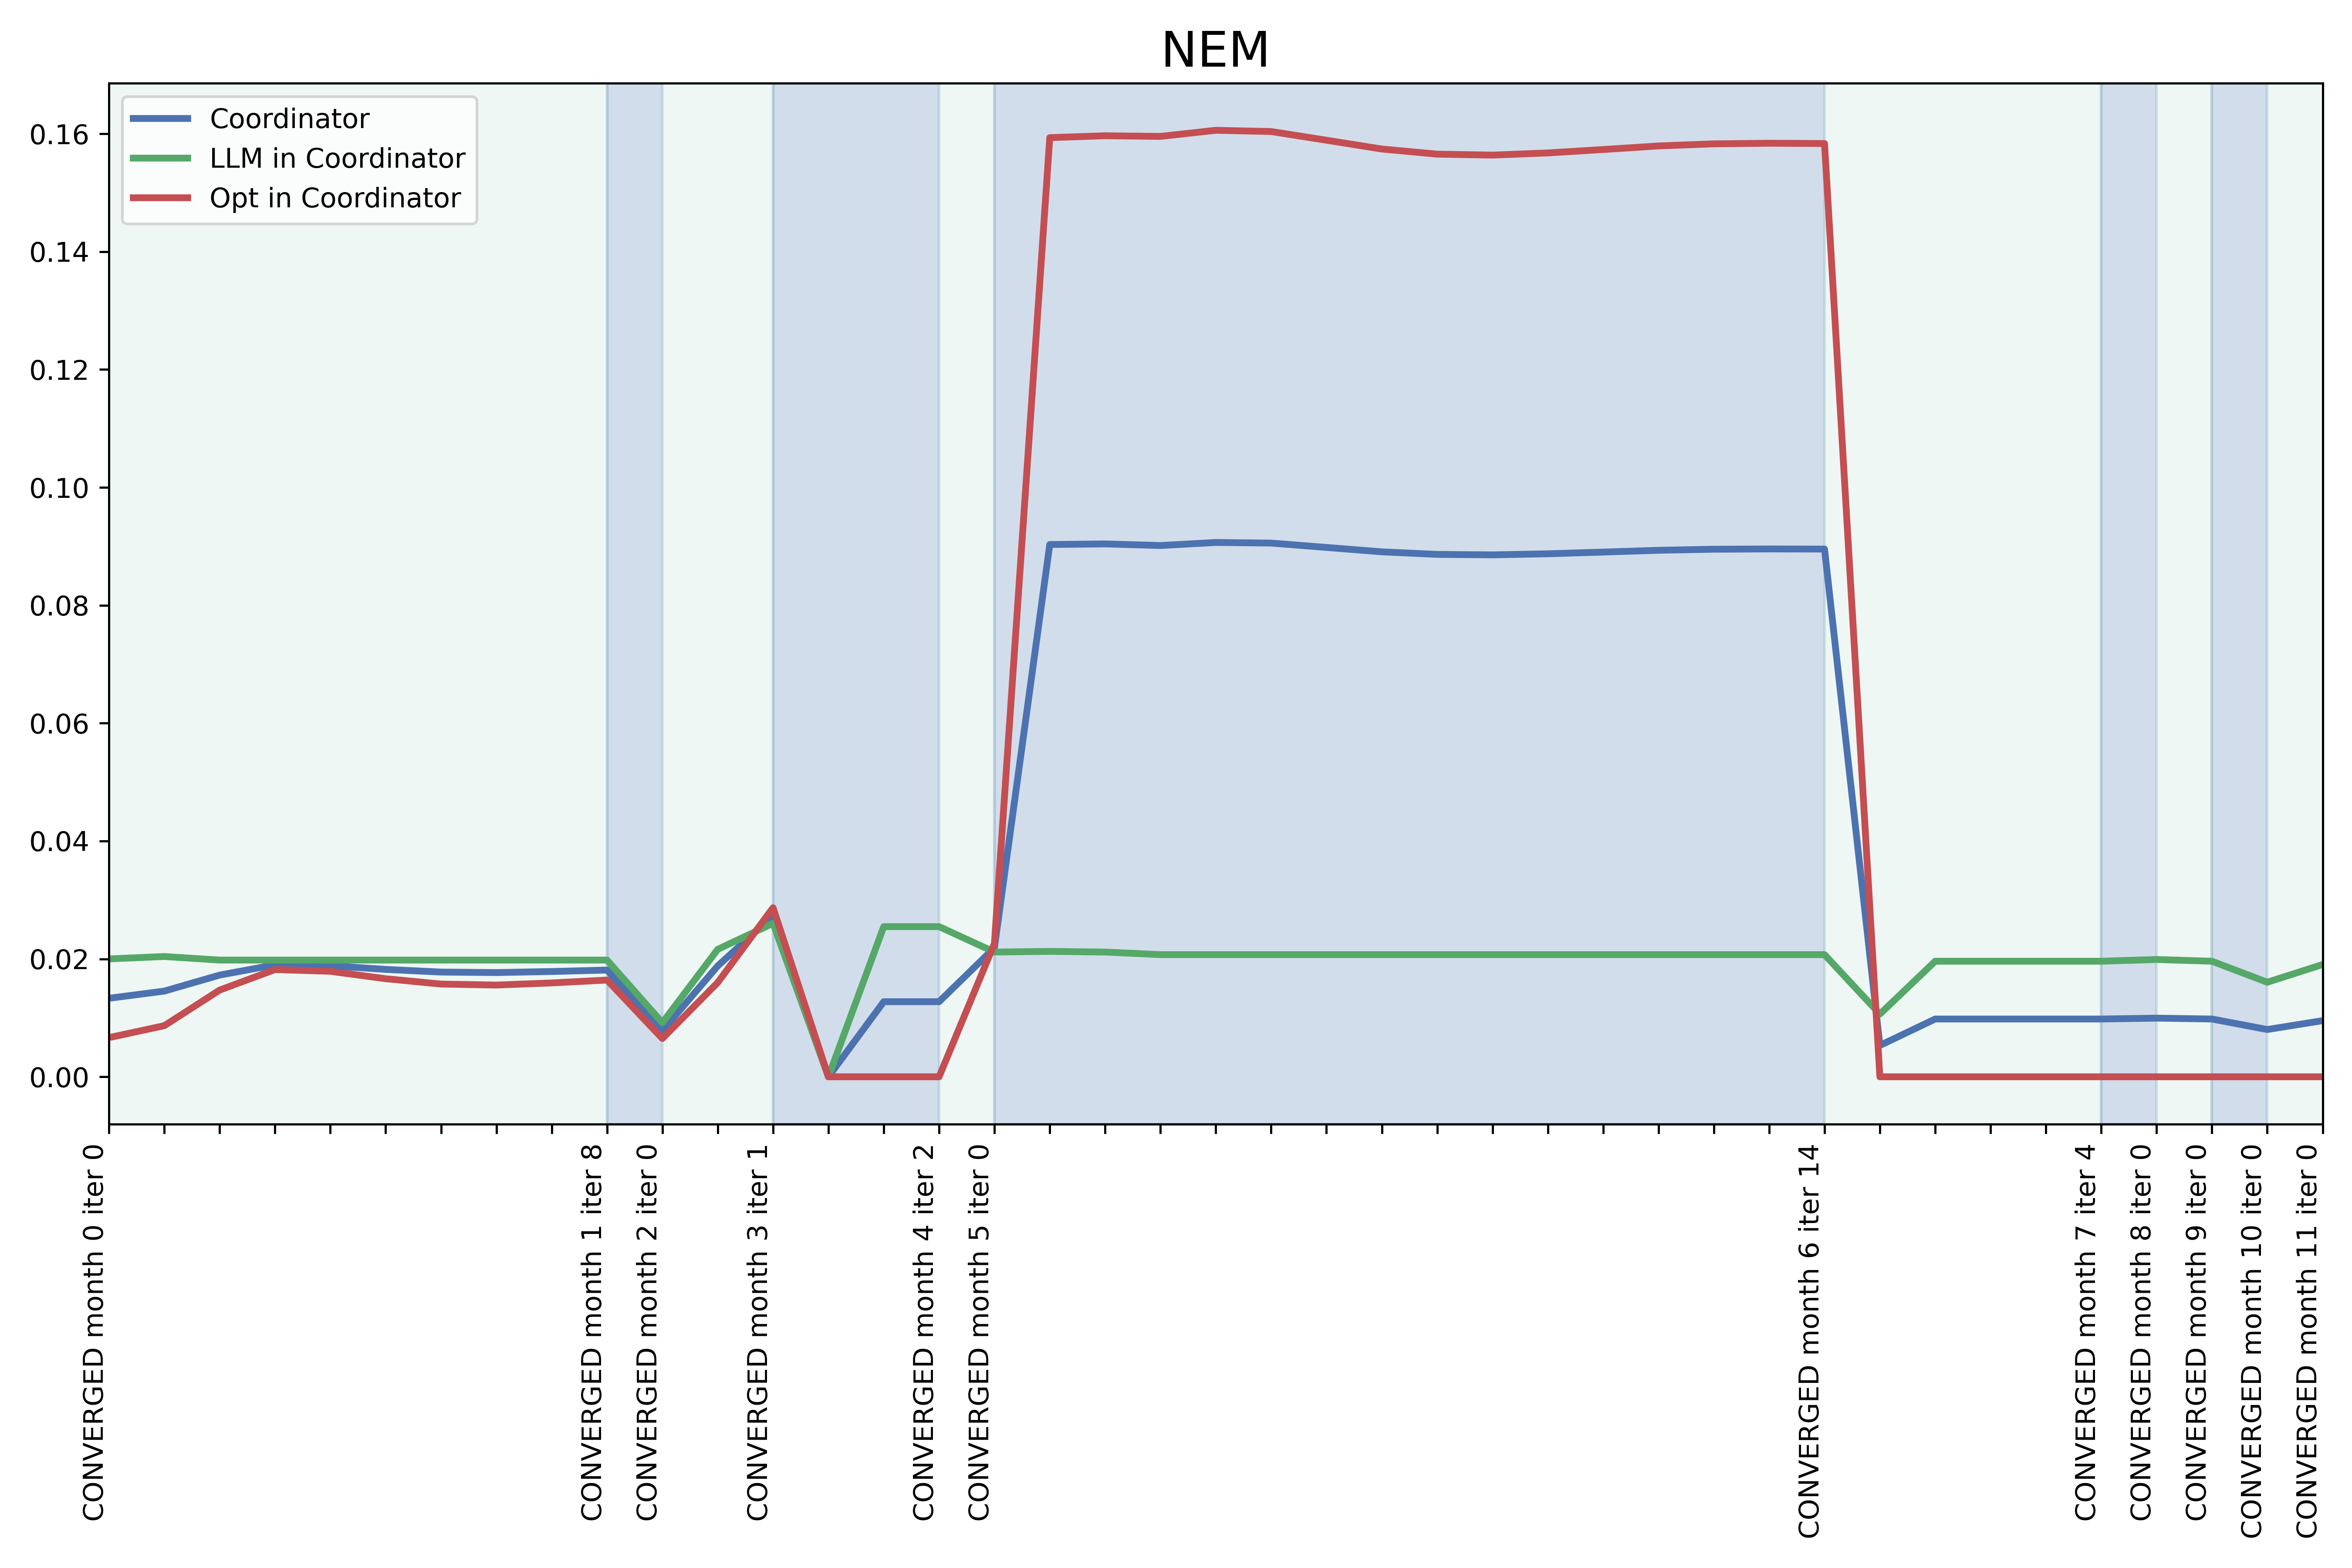 NEM
Coordinator
LLM in Coordinator
Opt in Coordinator
0.16
0.14
0.12
0.10
0.08
0.06
0.04
0.02
0.00
CONVERGED month 0 iter 0
CONVERGED month 1 iter 8
CONVERGED month 2 iter 0
CONVERGED month 3 iter 1
CONVERGED month 4 iter 2
CONVERGED month 5 iter 0
CONVERGED month 6 iter 14
CONVERGED month 7 iter 4
CONVERGED month 8 iter 0
CONVERGED month 9 iter 0
CONVERGED month 10 iter 0
CONVERGED month 11 iter 0